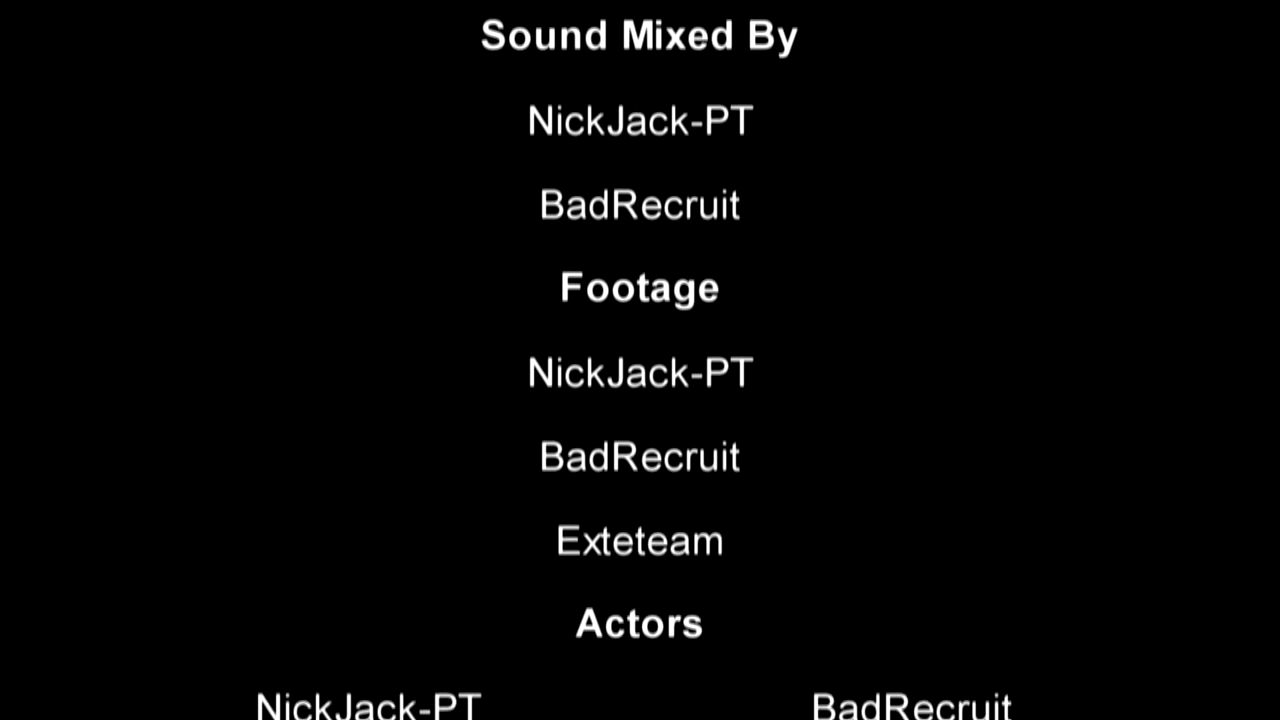 Sound Mixed By
NickJack-PT
BadRecruit
Footage
NickJack-PT
BadRecruit
Exteteam
Actors
NickJack-PT BadRecruit